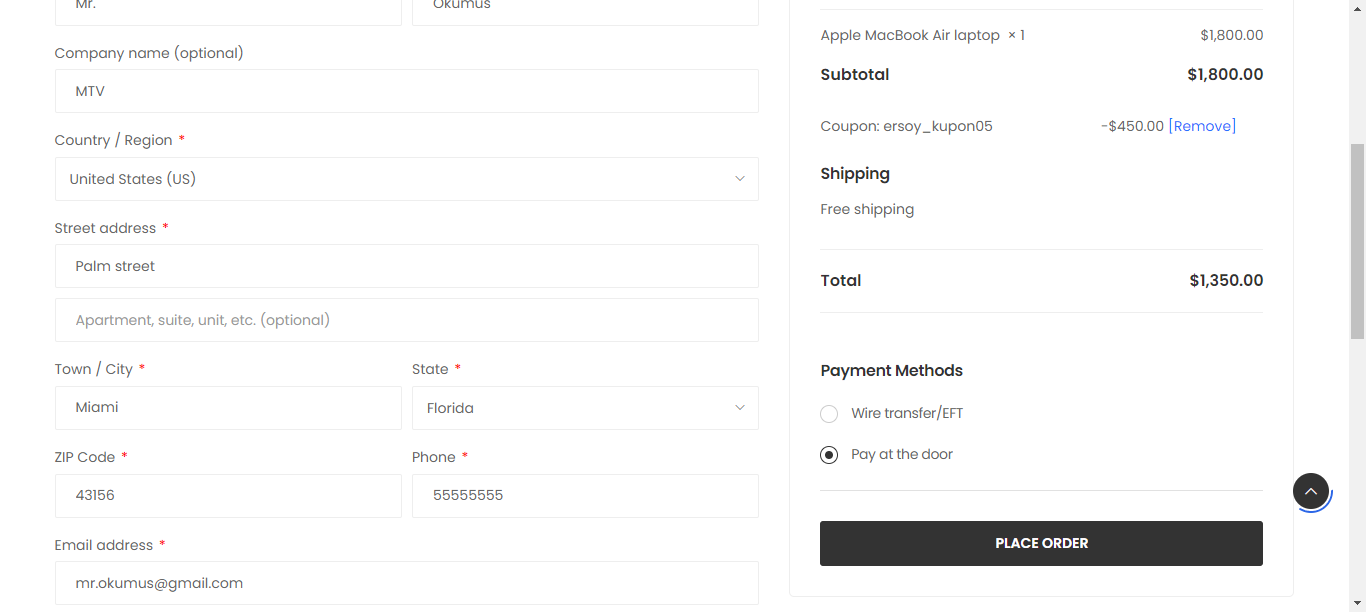 Mr.
Okumus
Company name (optional)
MTV
Country / Region *
United States (US)
Street address *
Palm street
Apartment, suite, unit, etc. (optional)
Town / City *
State *
Miami
Florida
ZIP Code *
Phone *
43156
55555555
Email address *
mr.okumus@gmail.com
Apple MacBook Air laptop × 1 $1,800.00
Subtotal $1,800.00
Coupon: ersoy_kupon05 -$450.00 [Remove]
Shipping
Free shipping
Total $1,350.00
Payment Methods
Wire transfer/EFT
Pay at the door
PLACE ORDER